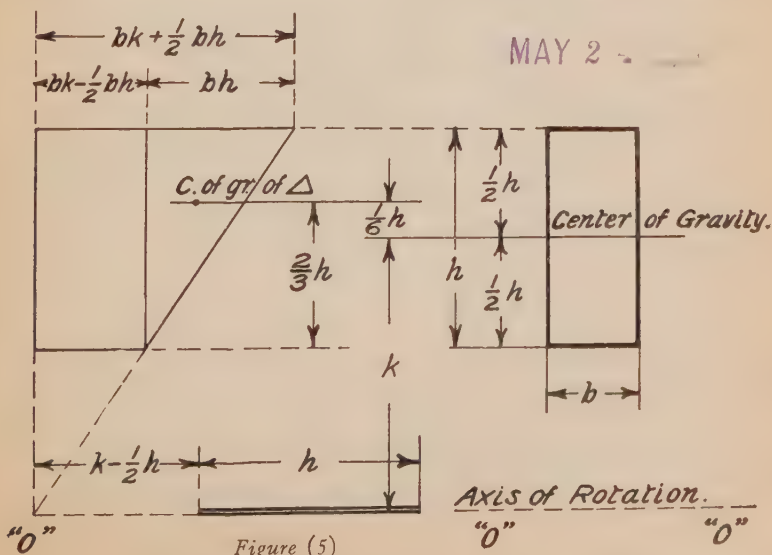 MAY 2 -
bk + 1/2 bh
bk - 1/2 bh
bh
C. of gr. of △
1/6 h
2/3 h
h
1/2 h
1/2 h
Center of Gravity.
k
b
k - 1/2 h
h
Axis of Rotation.
"O"
"O"
"O"
Figure (5)